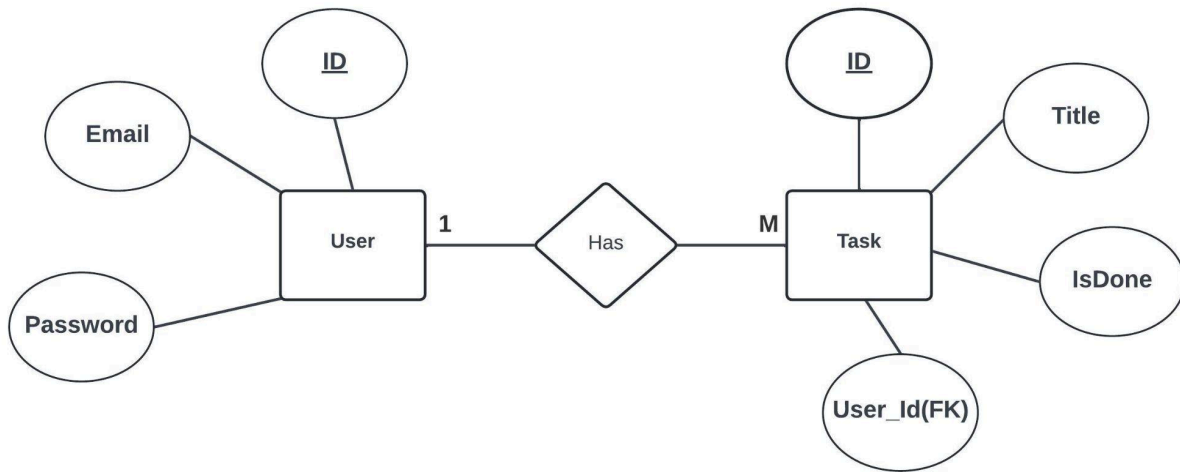 ID
ID
Title
Email
1
M
User
Has
Task
IsDone
Password
User_Id(FK)